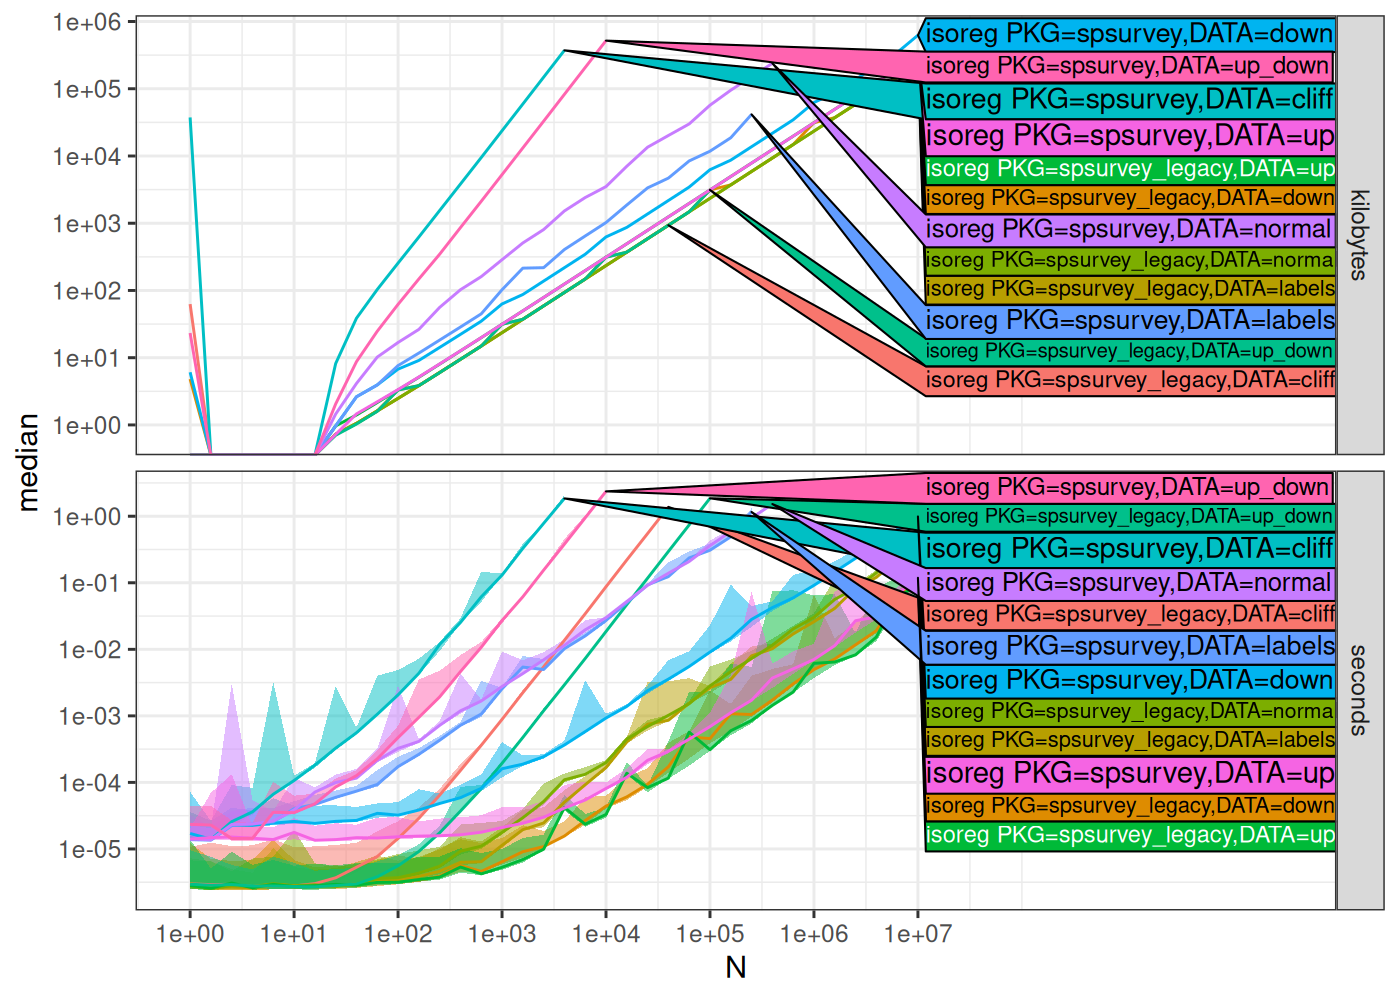 median
1e+06
1e+05
1e+04
1e+03
1e+02
1e+01
1e+00
isoreg PKG=spsurvey,DATA=down
isoreg PKG=spsurvey,DATA=up_down
isoreg PKG=spsurvey,DATA=cliff
isoreg PKG=spsurvey,DATA=up
isoreg PKG=spsurvey_legacy,DATA=up
isoreg PKG=spsurvey_legacy,DATA=down
isoreg PKG=spsurvey,DATA=normal
isoreg PKG=spsurvey_legacy,DATA=norma
isoreg PKG=spsurvey_legacy,DATA=labels
isoreg PKG=spsurvey,DATA=labels
isoreg PKG=spsurvey_legacy,DATA=up_down
isoreg PKG=spsurvey_legacy,DATA=cliff
kilobytes
1e+00
1e-01
1e-02
1e-03
1e-04
1e-05
isoreg PKG=spsurvey,DATA=up_down
isoreg PKG=spsurvey_legacy,DATA=up_down
isoreg PKG=spsurvey,DATA=cliff
isoreg PKG=spsurvey,DATA=normal
isoreg PKG=spsurvey_legacy,DATA=cliff
isoreg PKG=spsurvey,DATA=labels
isoreg PKG=spsurvey,DATA=down
isoreg PKG=spsurvey_legacy,DATA=norma
isoreg PKG=spsurvey_legacy,DATA=labels
isoreg PKG=spsurvey,DATA=up
isoreg PKG=spsurvey_legacy,DATA=down
isoreg PKG=spsurvey_legacy,DATA=up
seconds
1e+00 1e+01 1e+02 1e+03 1e+04 1e+05 1e+06 1e+07
N